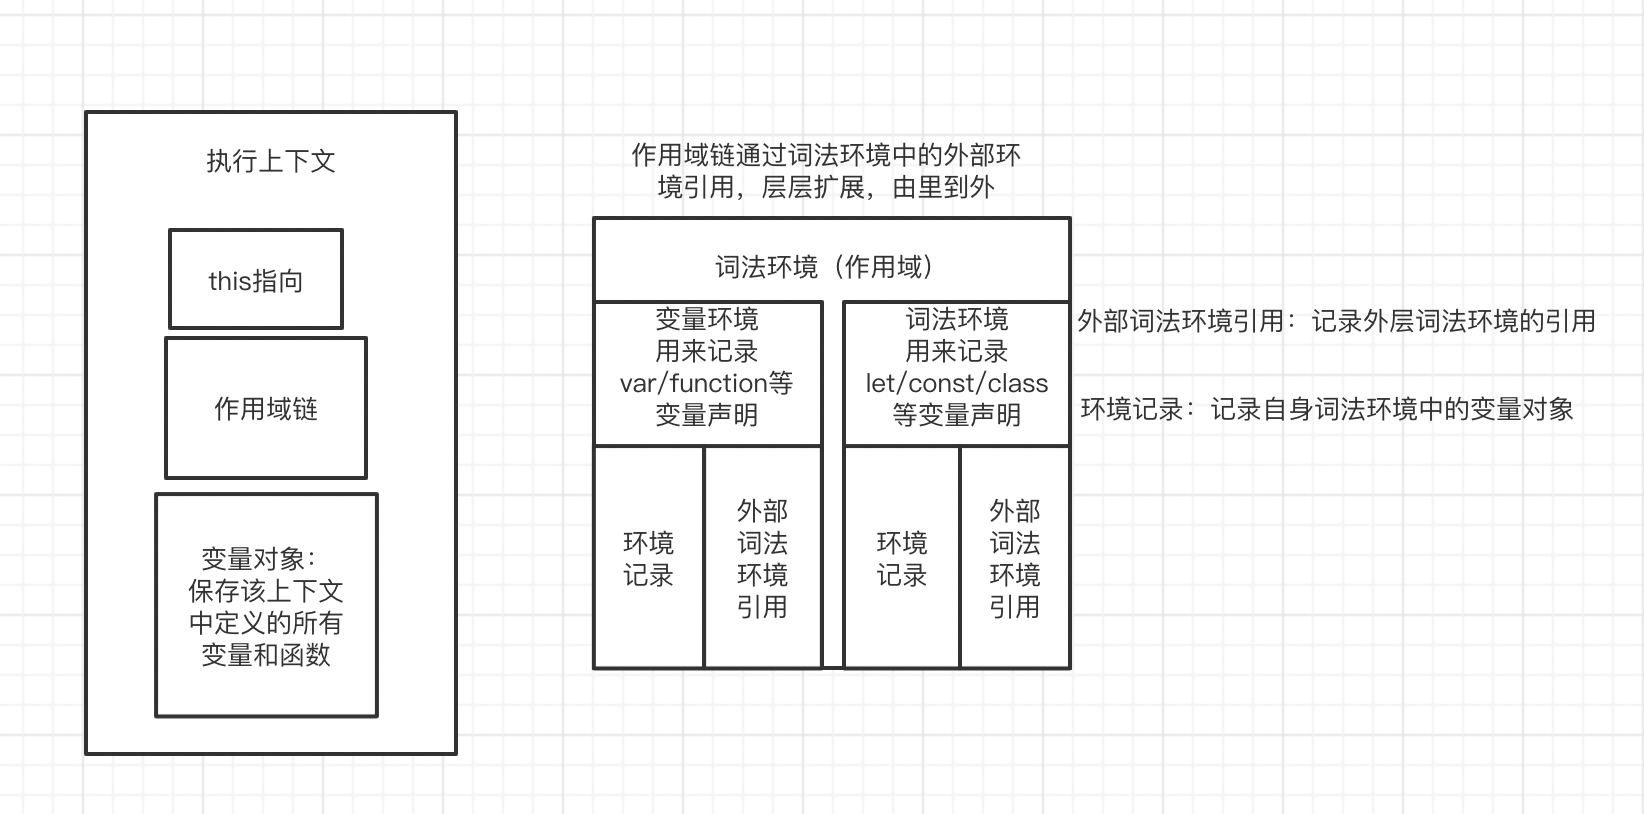 执行上下文
this指向
作用域链
变量对象：
保存该上下文
中定义的所有
变量和函数
作用域链通过词法环境中的外部环
境引用，层层扩展，由里到外
词法环境（作用域）
变量环境
用来记录
var/function等
变量声明
词法环境
用来记录
let/const/class
等变量声明
环境
记录
外部
词法
环境
引用
环境
记录
外部
词法
环境
引用
外部词法环境引用：记录外层词法环境的引用
环境记录：记录自身词法环境中的变量对象